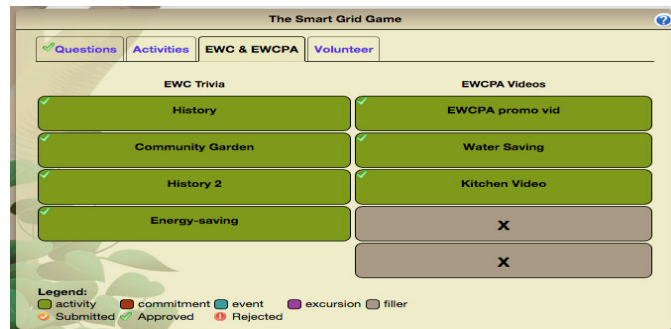 The Smart Grid Game
?
Questions Activities EWC & EWCPA Volunteer
EWC Trivia EWCPA Videos
History EWCPA promo vid
Community Garden Water Saving
History 2 Kitchen Video
Energy-saving X
X
Legend:
activity commitment event excursion filler
Submitted Approved Rejected